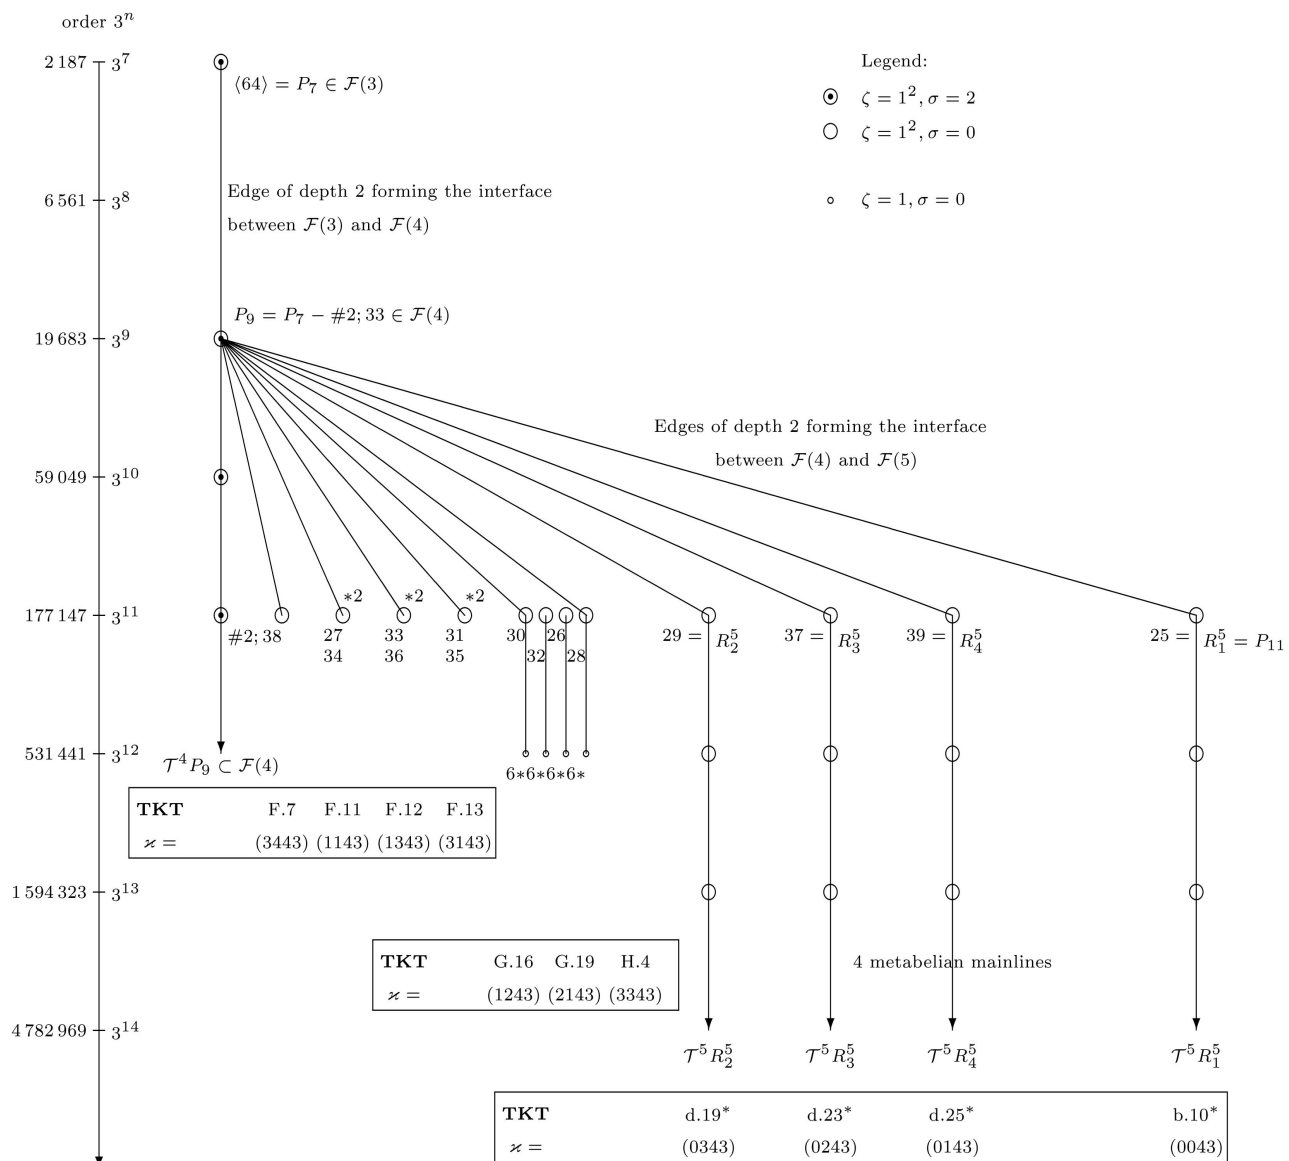 order 3^n
2 187 3^7
⟨64⟩ = P_7 ∈ F(3)
Legend:
ζ = 1^2, σ = 2
ζ = 1^2, σ = 0
ζ = 1, σ = 0
6 561 3^8
Edge of depth 2 forming the interface
between F(3) and F(4)
P_9 = P_7 − #2; 33 ∈ F(4)
19 683 3^9
Edges of depth 2 forming the interface
between F(4) and F(5)
59 049 3^10
*2 *2 *2
177 147 3^11
#2; 38 27 33 31 30 26 29 = R_2^5 37 = R_3^5 39 = R_4^5 25 = R_1^5 = P_11
34 36 35 32 28
531 441 3^12
T^4 P_9 ⊂ F(4)
6*6*6*6*
TKT F.7 F.11 F.12 F.13
ϰ = (3443) (1143) (1343) (3143)
1 594 323 3^13
TKT G.16 G.19 H.4
ϰ = (1243) (2143) (3343)
4 metabelian mainlines
4 782 969 3^14
T^5 R_2^5 T^5 R_3^5 T^5 R_4^5 T^5 R_1^5
TKT d.19* d.23* d.25* b.10*
ϰ = (0343) (0243) (0143) (0043)